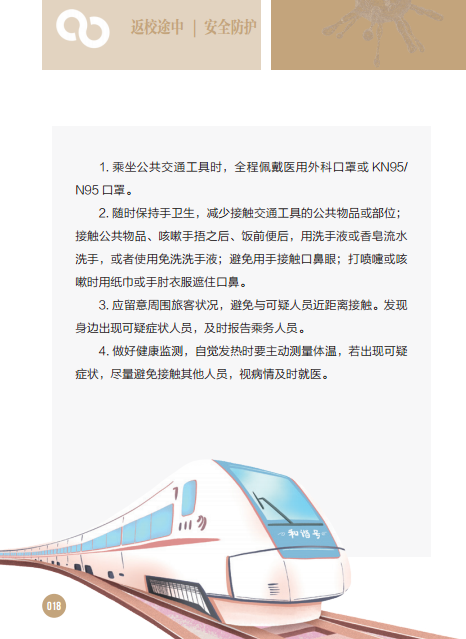 返校途中 | 安全防护
1. 乘坐公共交通工具时，全程佩戴医用外科口罩或 KN95/
N95 口罩。
2. 随时保持手卫生，减少接触交通工具的公共物品或部位；
接触公共物品、咳嗽手捂之后、饭前便后，用洗手液或香皂流水
洗手，或者使用免洗洗手液；避免用手接触口鼻眼；打喷嚏或咳
嗽时用纸巾或手肘衣服遮住口鼻。
3. 应留意周围旅客状况，避免与可疑人员近距离接触。发现
身边出现可疑症状人员，及时报告乘务人员。
4. 做好健康监测，自觉发热时要主动测量体温，若出现可疑
症状，尽量避免接触其他人员，视病情及时就医。
和谐号
018